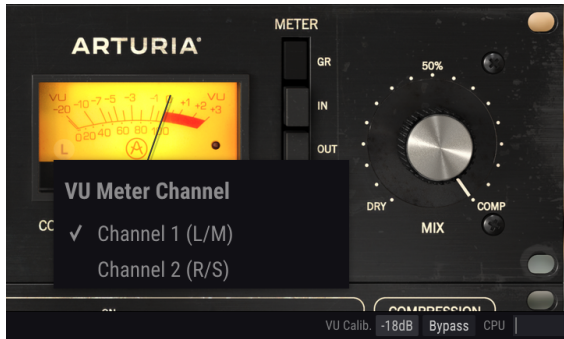 METER
ARTURIA
GR
50%
VU -20 -10 -7 -5 -3 -1 0 +1 +2 +3 VU
IN
0 20 40 60 80 100
L
OUT
VU Meter Channel
DRY
COMP
MIX
✓ Channel 1 (L/M)
Channel 2 (R/S)
COMPRESSION
VU Calib. -18dB Bypass CPU